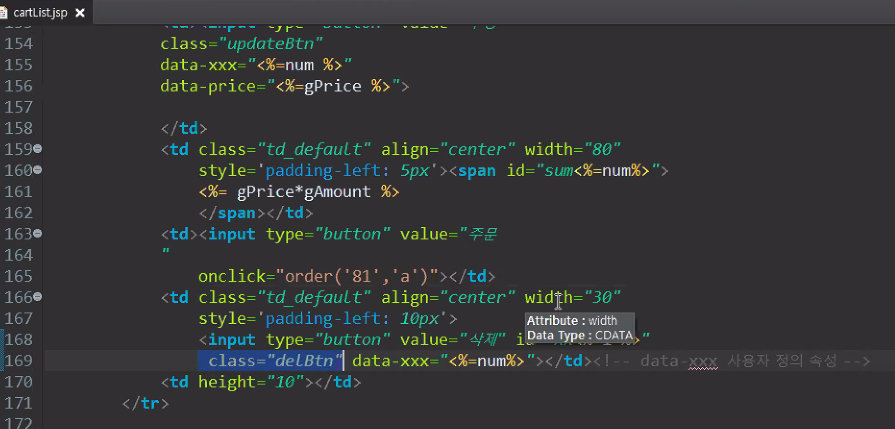 cartList.jsp
154 class="updateBtn"
155 data-xxx="<%=num %>"
156 data-price="<%=gPrice %>">
157
158 </td>
159 <td class="td_default" align="center" width="80"
160 style='padding-left: 5px'><span id="sum<%=num%>">
161 <%= gPrice*gAmount %>
162 </span></td>
163 <td><input type="button" value="주문
164 "
165 onclick="order('81','a')"></td>
166 <td class="td_default" align="center" width="30"
167 style='padding-left: 10px'>
Attribute : width
168 <input type="button" value="삭제"
Data Type : CDATA
169 class="delBtn" data-xxx="<%=num%>"></td><!-- data-xxx 사용자 정의 속성 -->
170 <td height="10"></td>
171 </tr>
172